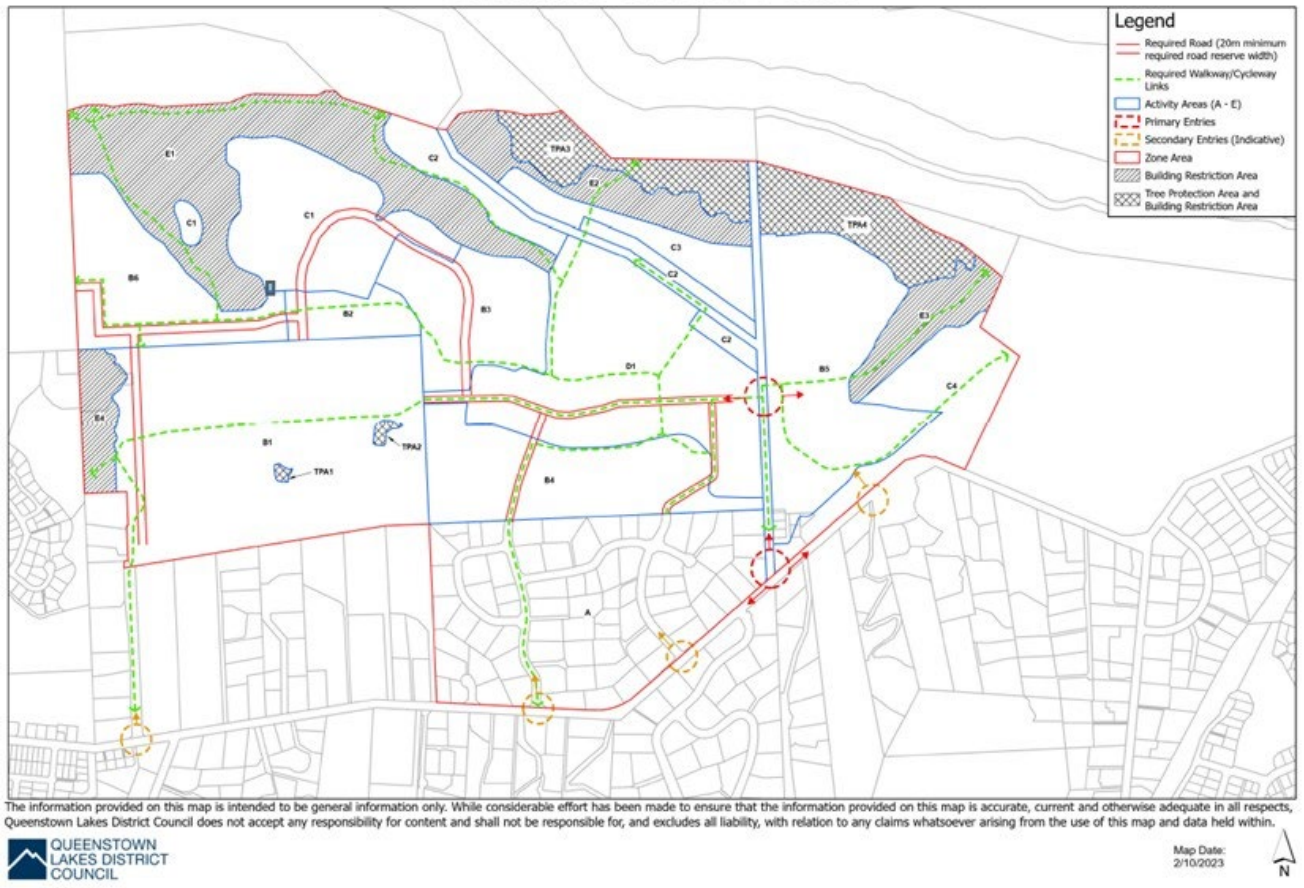 Legend
Required Road (20m minimum
required road reserve width)
Required Walkway/Cycleway
Links
Activity Areas (A - E)
Primary Entries
Secondary Entries (Indicative)
Zone Area
Building Restriction Area
Tree Protection Area and
Building Restriction Area
E1
C2
TPA3
E2
C1
C1
TPA4
C3
B6
C2
E3
B2
B3
C2
D1
B5
C4
E4
B1
TPA2
TPA1
B4
A
The information provided on this map is intended to be general information only. While considerable effort has been made to ensure that the information provided on this map is accurate, current and otherwise adequate in all respects,
Queenstown Lakes District Council does not accept any responsibility for content and shall not be responsible for, and excludes all liability, with relation to any claims whatsoever arising from the use of this map and data held within.
QUEENSTOWN
LAKES DISTRICT
COUNCIL
Map Date:
2/10/2023
N